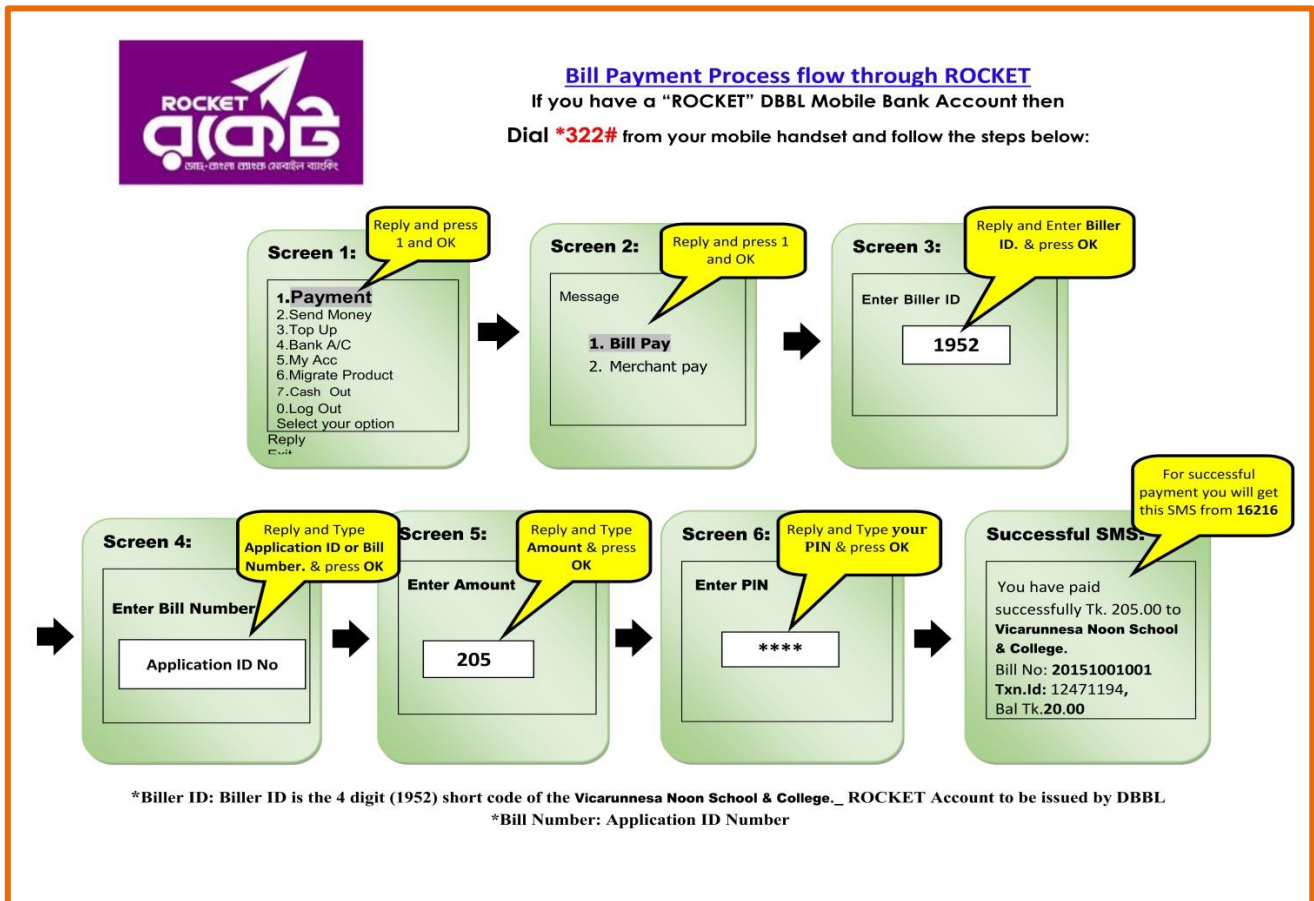 ROCKET
রকেট
ডাচ্-বাংলা ব্যাংক মোবাইল ব্যাংকিং
Bill Payment Process flow through ROCKET
If you have a “ROCKET” DBBL Mobile Bank Account then
Dial *322# from your mobile handset and follow the steps below:
Reply and press
1 and OK
Screen 1:
1.Payment
2.Send Money
3.Top Up
4.Bank A/C
5.My Acc
6.Migrate Product
7.Cash Out
0.Log Out
Select your option
Reply
Exit
Reply and press 1
and OK
Screen 2:
Message
1. Bill Pay
2. Merchant pay
Reply and Enter Biller
ID. & press OK
Screen 3:
Enter Biller ID
1952
Reply and Type
Application ID or Bill
Number. & press OK
Screen 4:
Enter Bill Number
Application ID No
Reply and Type
Amount & press
OK
Screen 5:
Enter Amount
205
Reply and Type your
PIN & press OK
Screen 6:
Enter PIN
****
For successful
payment you will get
this SMS from 16216
Successful SMS:
You have paid
successfully Tk. 205.00 to
Vicarunnesa Noon School
& College.
Bill No: 20151001001
Txn.Id: 12471194,
Bal Tk.20.00
*Biller ID: Biller ID is the 4 digit (1952) short code of the Vicarunnesa Noon School & College._ ROCKET Account to be issued by DBBL
*Bill Number: Application ID Number